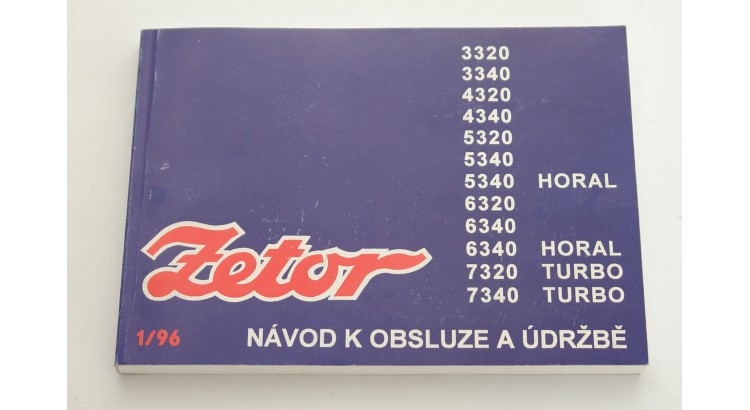 3320
3340
4320
4340
5320
5340
5340 HORAL
6320
6340
6340 HORAL
7320 TURBO
7340 TURBO
Zetor
1/96 NÁVOD K OBSLUZE A ÚDRŽBĚ